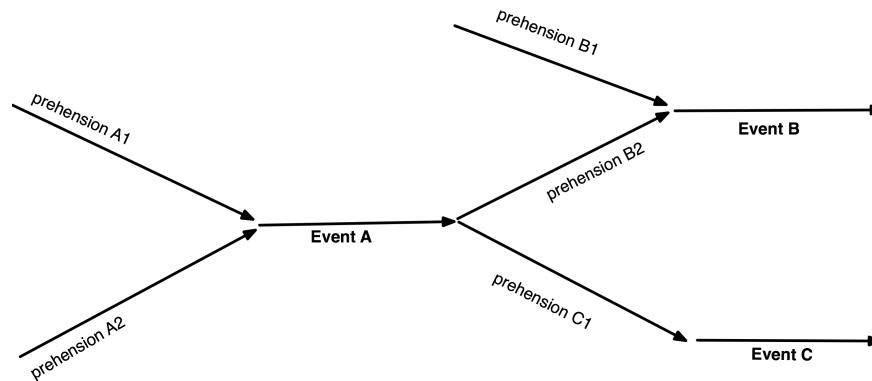 prehension B1
prehension A1
Event B
prehension B2
Event A
prehension C1
prehension A2
Event C